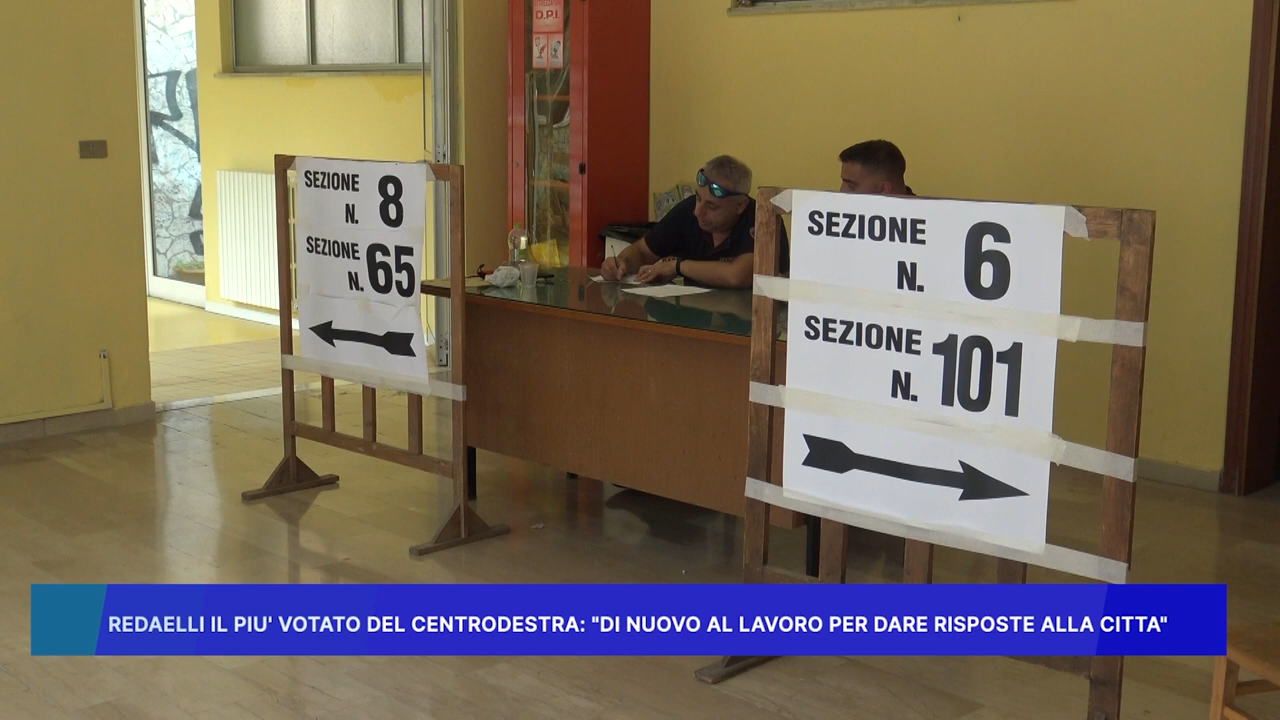 D.P.I.
SEZIONE
N. 8
SEZIONE
N. 65
SEZIONE
N. 6
SEZIONE
N. 101
REDAELLI IL PIU' VOTATO DEL CENTRODESTRA: "DI NUOVO AL LAVORO PER DARE RISPOSTE ALLA CITTA"